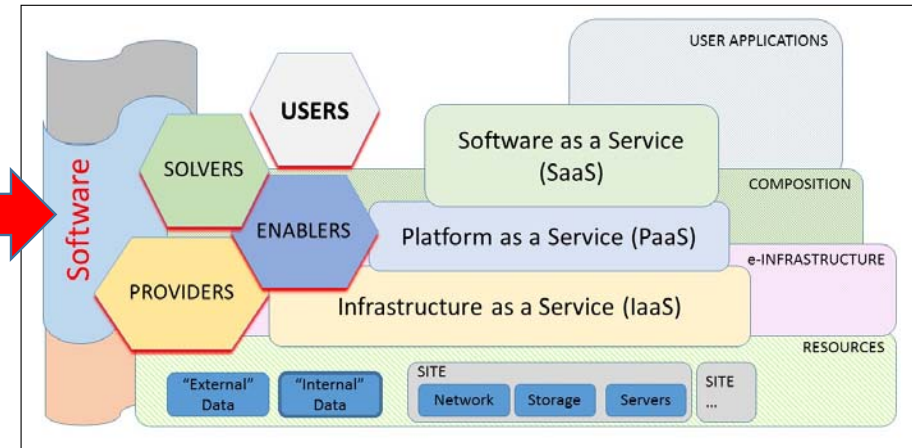 USER APPLICATIONS
USERS
Software as a Service
(SaaS)
SOLVERS
COMPOSITION
Software
ENABLERS
Platform as a Service (PaaS)
e-INFRASTRUCTURE
PROVIDERS
Infrastructure as a Service (IaaS)
RESOURCES
"External"
Data
"Internal"
Data
SITE
Network
Storage
Servers
SITE
...